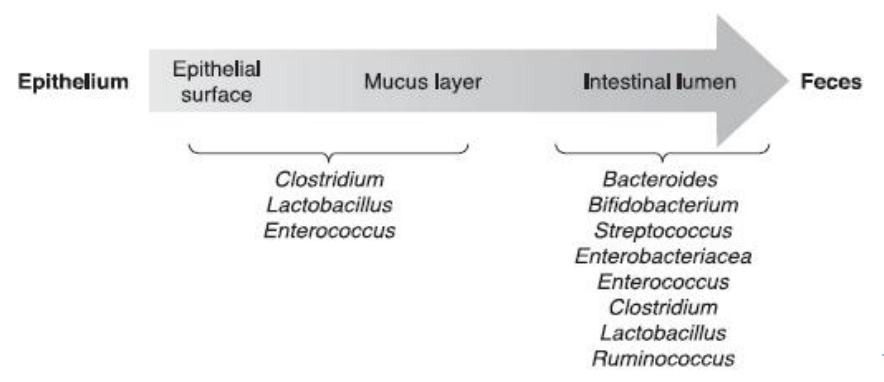 Epithelium
Epithelial
surface
Mucus layer
Intestinal lumen
Feces
Clostridium
Lactobacillus
Enterococcus
Bacteroides
Bifidobacterium
Streptococcus
Enterobacteriacea
Enterococcus
Clostridium
Lactobacillus
Ruminococcus